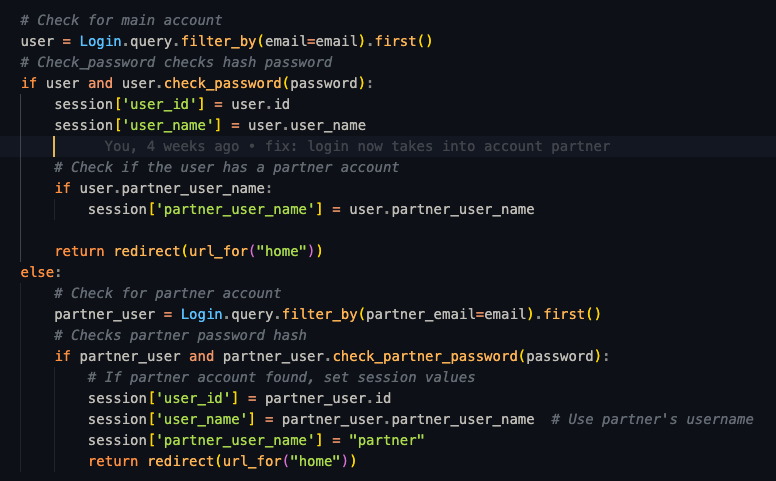 # Check for main account
user = Login.query.filter_by(email=email).first()
# Check_password checks hash password
if user and user.check_password(password):
    session['user_id'] = user.id
    session['user_name'] = user.user_name
        You, 4 weeks ago • fix: login now takes into account partner
    # Check if the user has a partner account
    if user.partner_user_name:
        session['partner_user_name'] = user.partner_user_name

    return redirect(url_for("home"))
else:
    # Check for partner account
    partner_user = Login.query.filter_by(partner_email=email).first()
    # Checks partner password hash
    if partner_user and partner_user.check_partner_password(password):
        # If partner account found, set session values
        session['user_id'] = partner_user.id
        session['user_name'] = partner_user.partner_user_name  # Use partner's username
        session['partner_user_name'] = "partner"
        return redirect(url_for("home"))